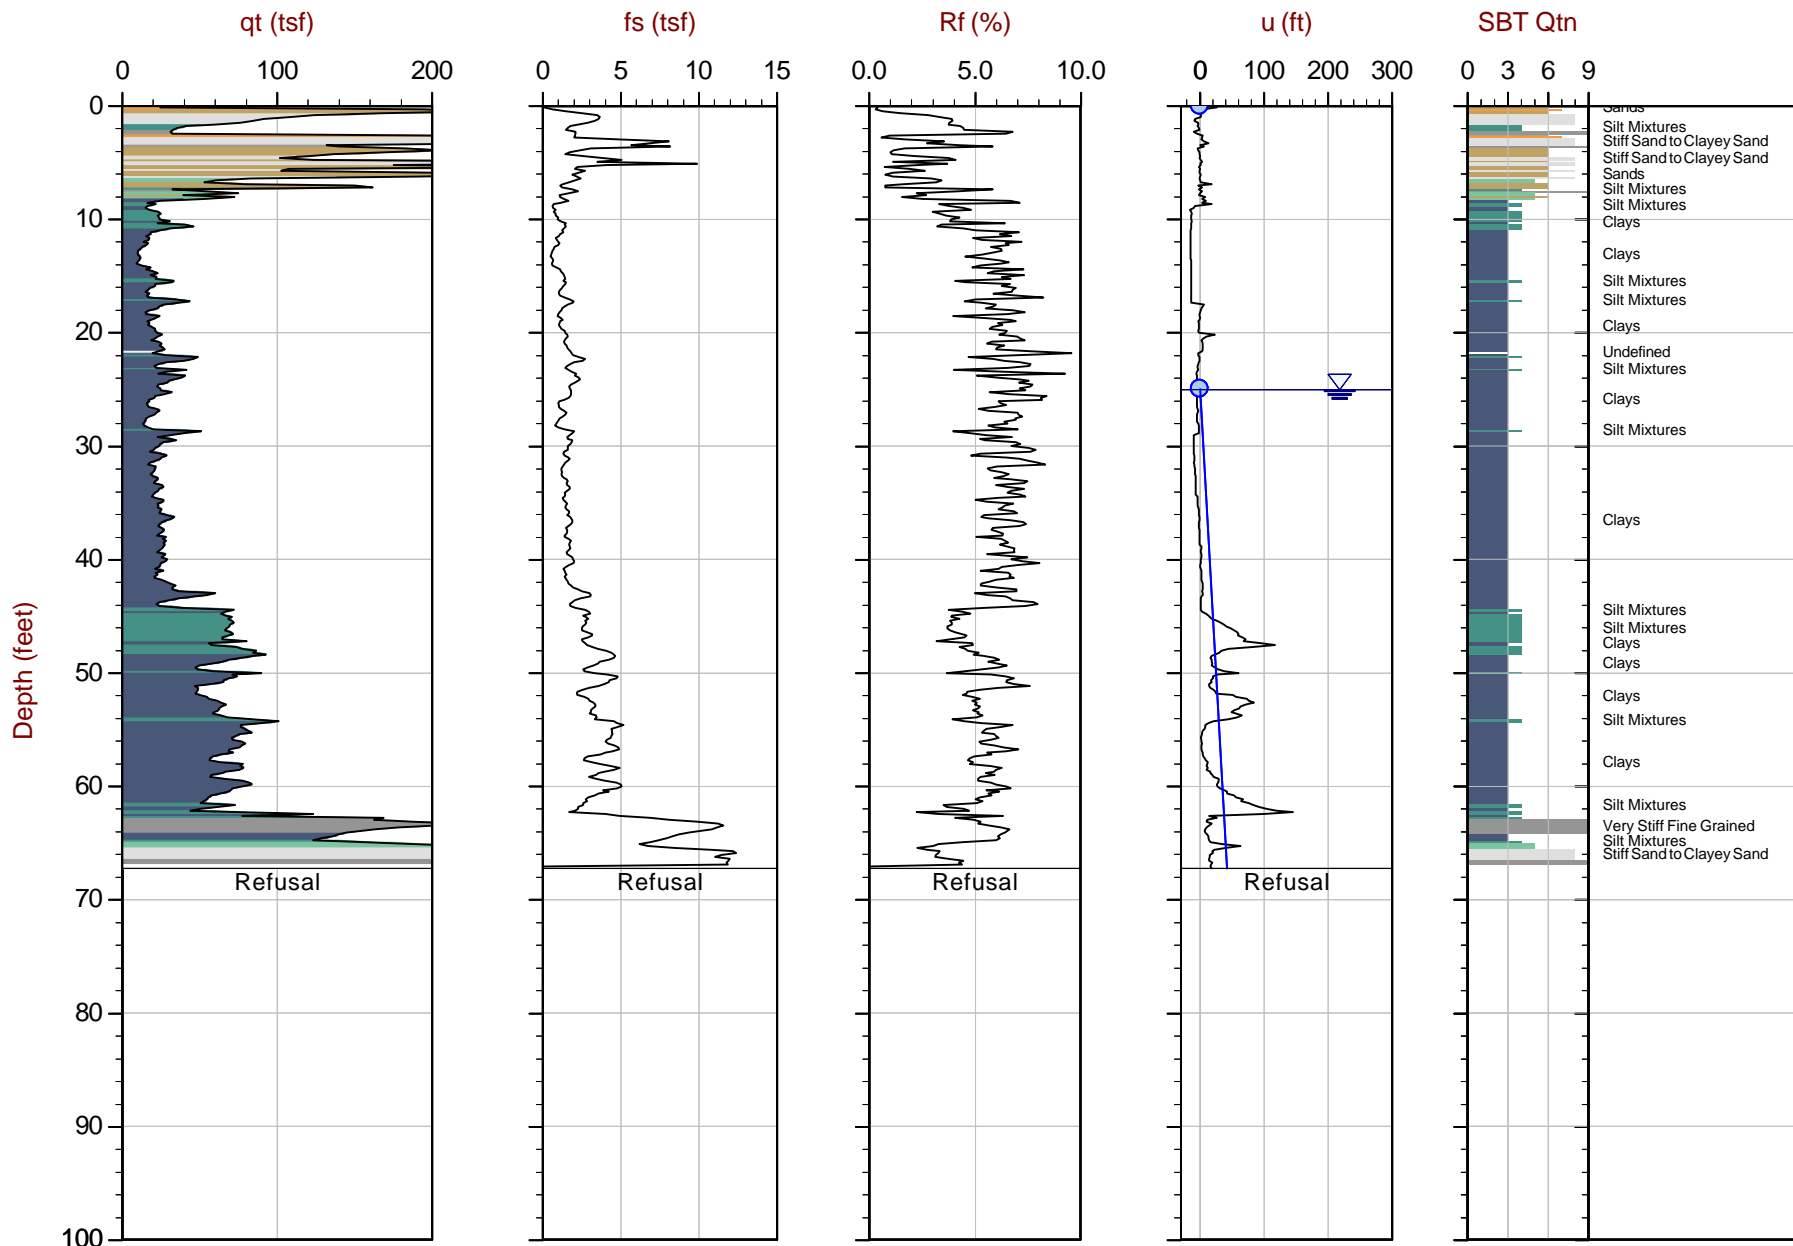 qt (tsf) fs (tsf) Rf (%) u (ft) SBT Qtn
0 100 200 0 5 10 15 0.0 5.0 10.0 0 100 200 300 0 3 6 9
0
10
20
30
40
50
60
70
80
90
100
Depth (feet)
Sands
Silt Mixtures
Stiff Sand to Clayey Sand
Stiff Sand to Clayey Sand
Sands
Silt Mixtures
Silt Mixtures
Clays
Clays
Silt Mixtures
Silt Mixtures
Clays
Undefined
Silt Mixtures
Clays
Silt Mixtures
Clays
Silt Mixtures
Silt Mixtures
Clays
Clays
Clays
Silt Mixtures
Clays
Silt Mixtures
Very Stiff Fine Grained
Silt Mixtures
Stiff Sand to Clayey Sand
Refusal Refusal Refusal Refusal